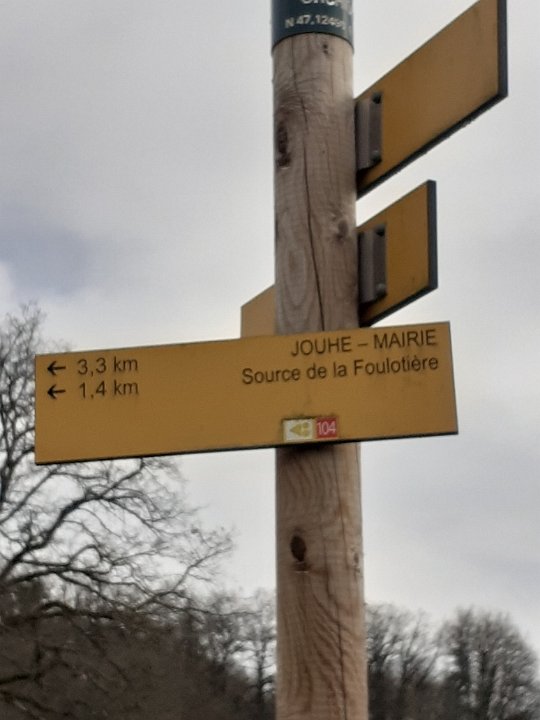 N 47,124
← 3,3 km JOUHE – MAIRIE
← 1,4 km Source de la Foulotière
104